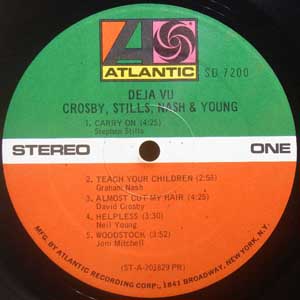 ATLANTIC
SD 7200
DEJA VU
CROSBY, STILLS, NASH & YOUNG
1. CARRY ON (4:25)
Stephen Stills
STEREO
ONE
2. TEACH YOUR CHILDREN (2:53)
Graham Nash
3. ALMOST CUT MY HAIR (4:25)
David Crosby
4. HELPLESS (3:30)
Neil Young
5. WOODSTOCK (3:52)
Joni Mitchell
(ST-A-701629 PR)
MFG. BY ATLANTIC RECORDING CORP., 1841 BROADWAY, NEW YORK, N.Y.